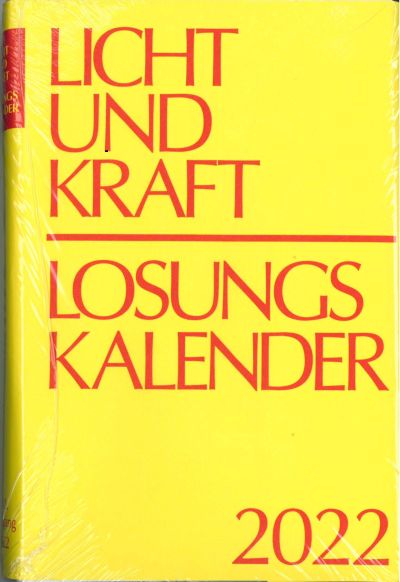 LICHT
UND
KRAFT
LOSUNGS
KALENDER
2022